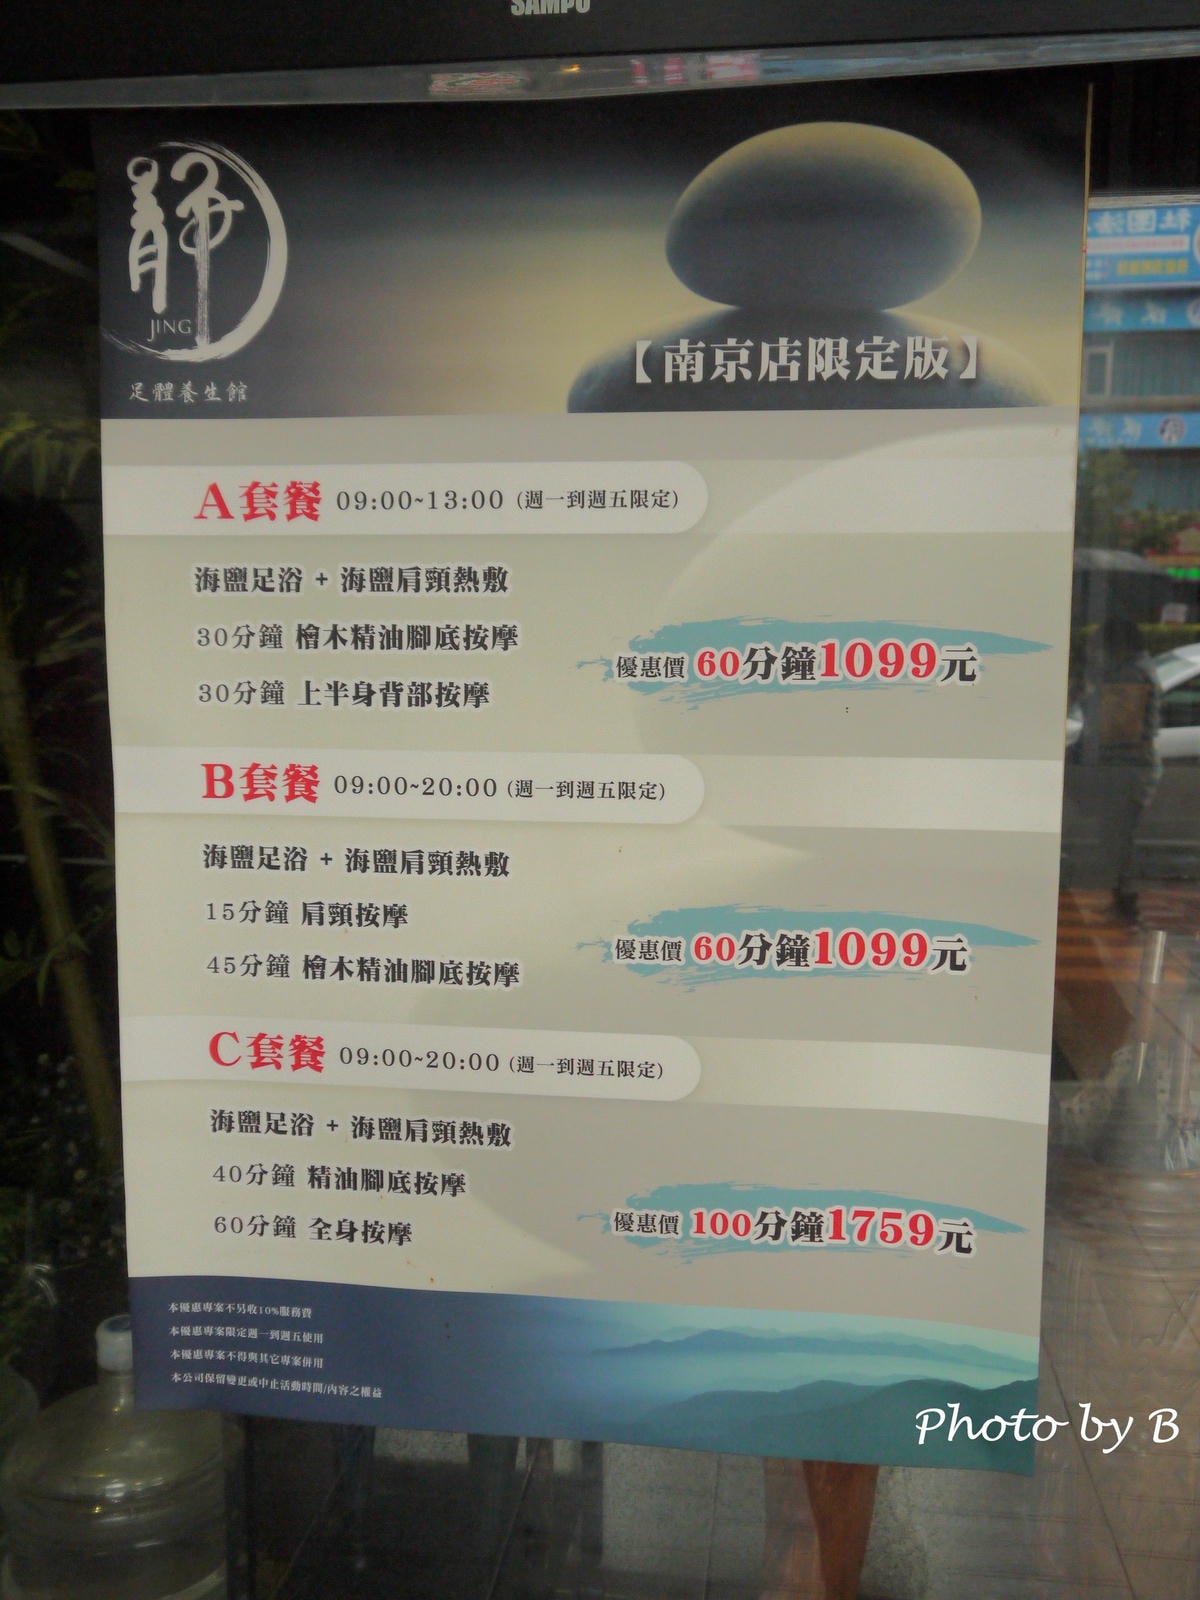 SAMPO
靜
JING
足體養生館
【南京店限定版】
A套餐 09:00~13:00 (週一到週五限定)
海鹽足浴 + 海鹽肩頸熱敷
30分鐘 檜木精油腳底按摩
30分鐘 上半身背部按摩
優惠價 60分鐘1099元
B套餐 09:00~20:00 (週一到週五限定)
海鹽足浴 + 海鹽肩頸熱敷
15分鐘 肩頸按摩
45分鐘 檜木精油腳底按摩
優惠價 60分鐘1099元
C套餐 09:00~20:00 (週一到週五限定)
海鹽足浴 + 海鹽肩頸熱敷
40分鐘 精油腳底按摩
60分鐘 全身按摩
優惠價 100分鐘1759元
本優惠專案不另收10%服務費
本優惠專案限定週一到週五使用
本優惠專案不得與其它專案併用
本公司保留變更或中止活動時間/內容之權益
Photo by B